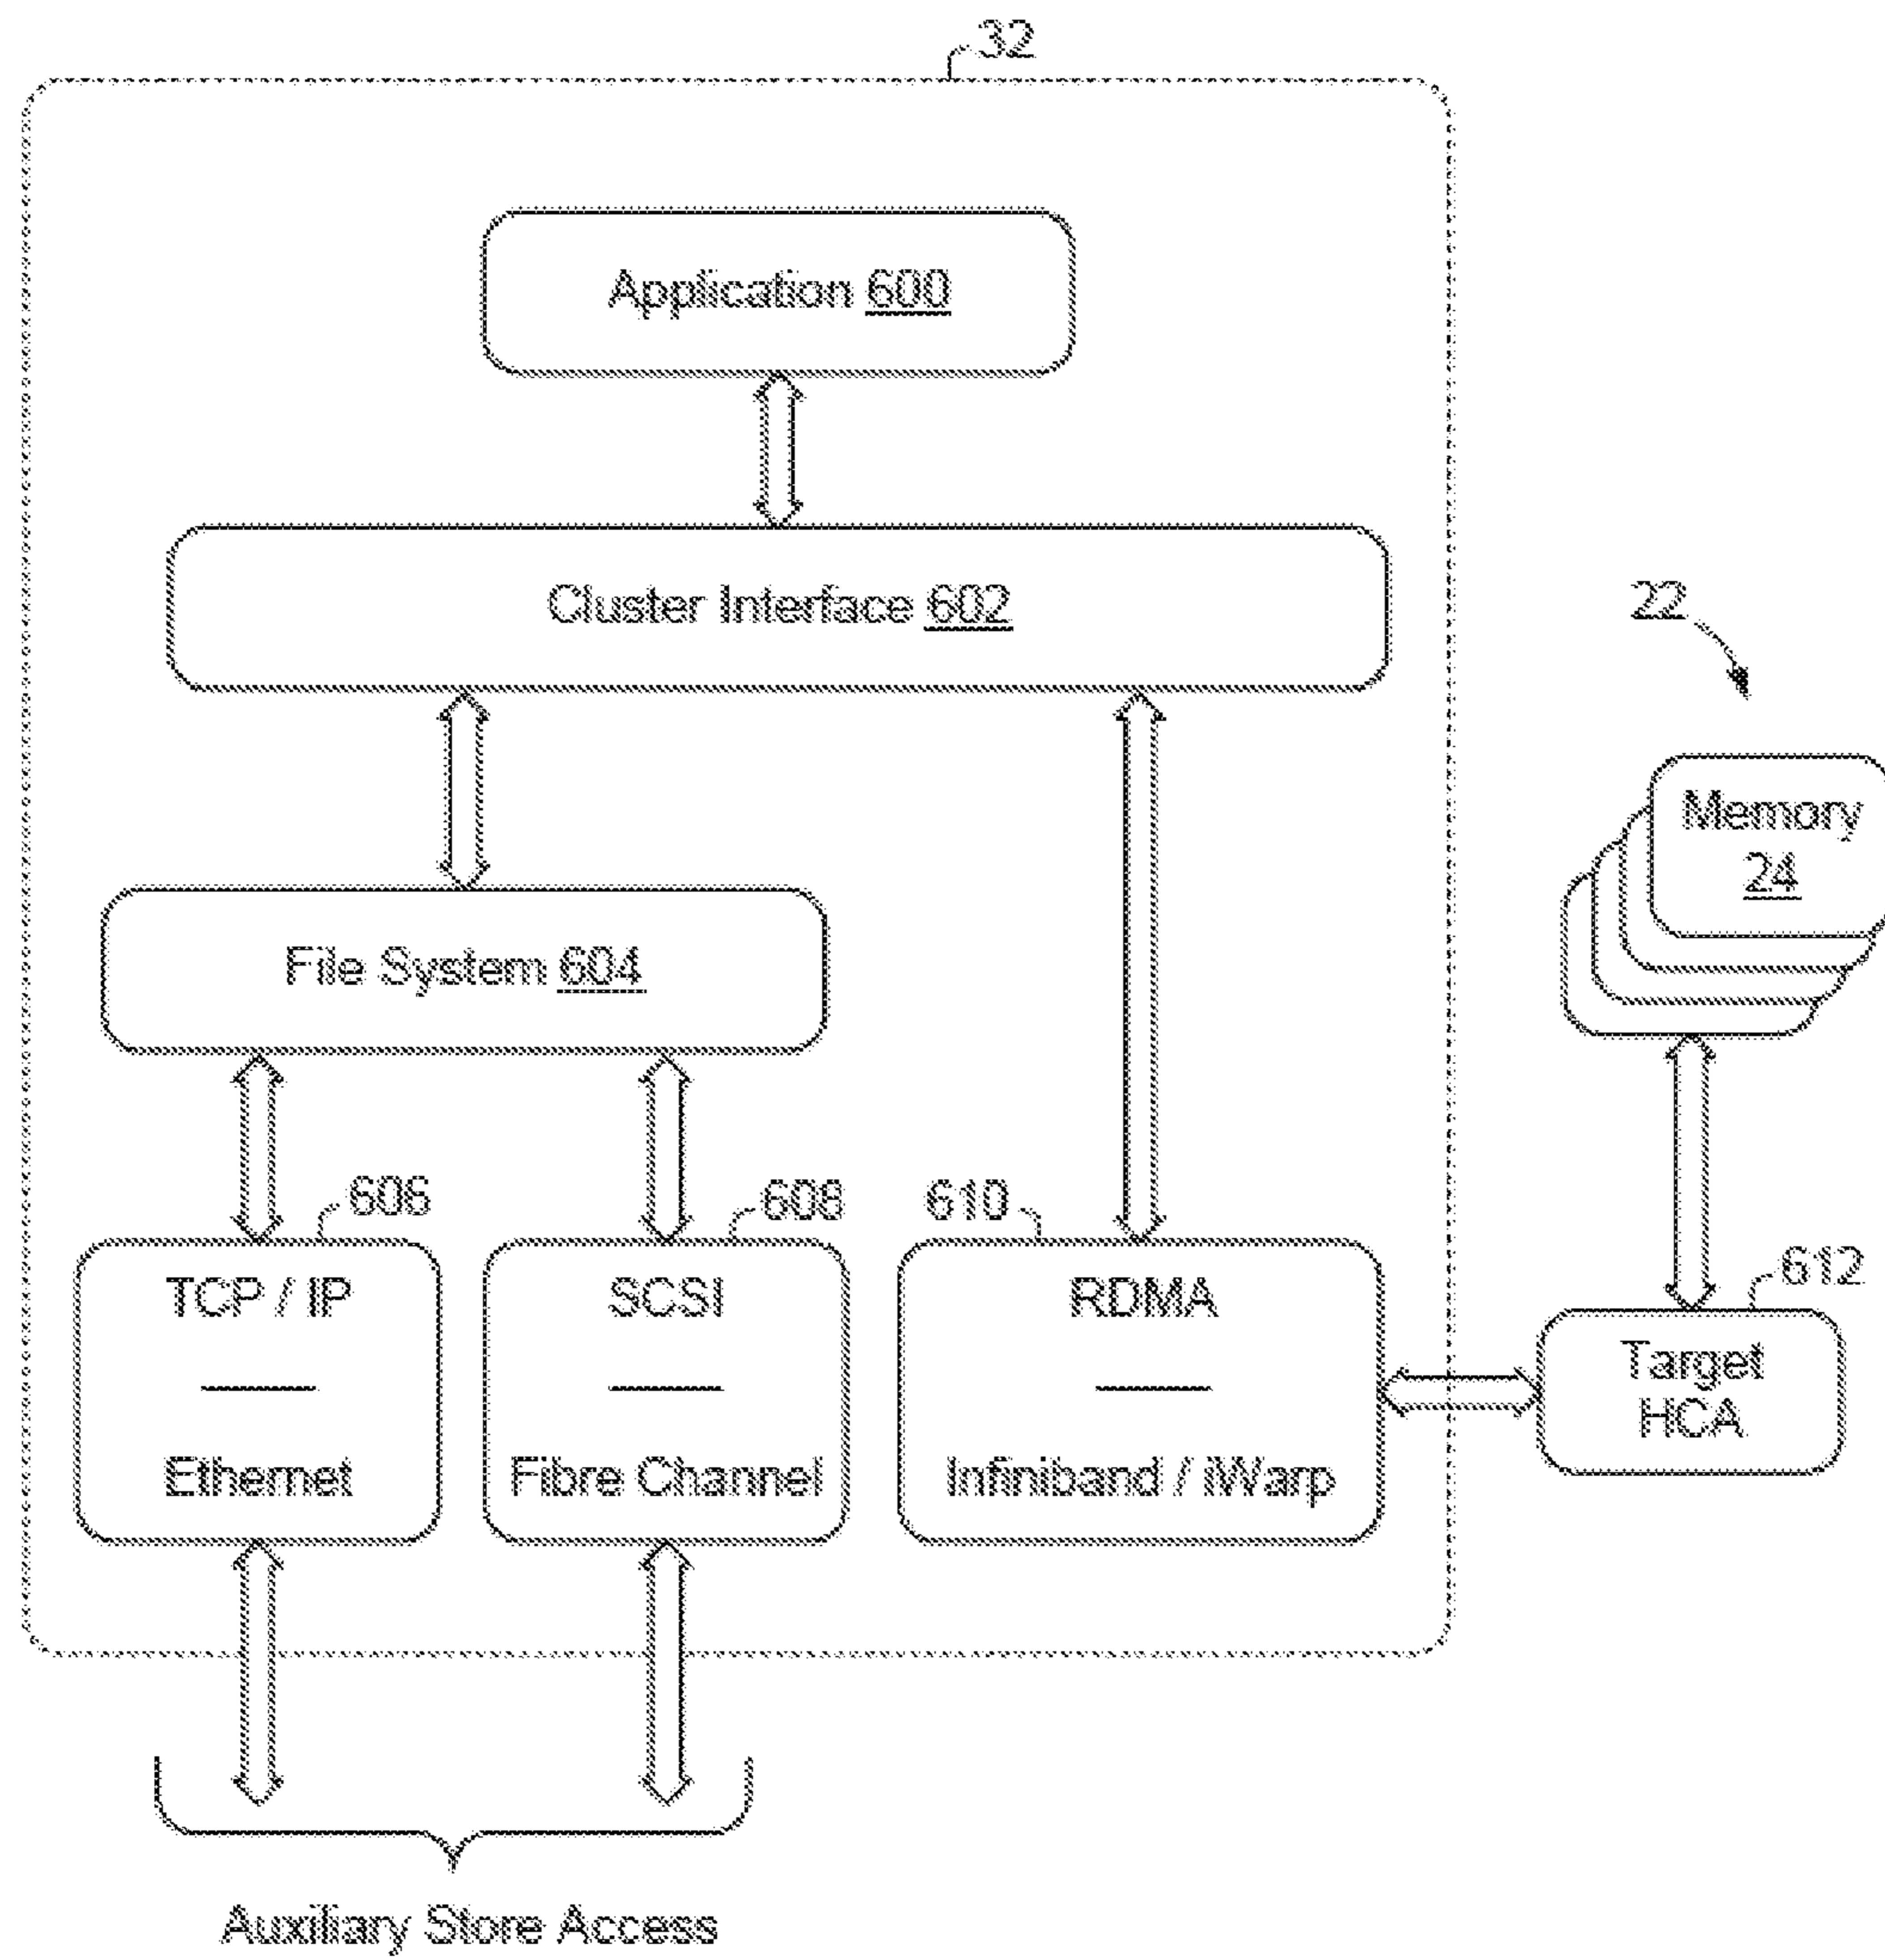 32
Application 600
Cluster Interface 602
22
Memory
24
File System 604
606
608
610
612
TCP / IP
Ethernet
SCSI
Fibre Channel
RDMA
Infiniband / iWarp
Target
HCA
Auxiliary Store Access